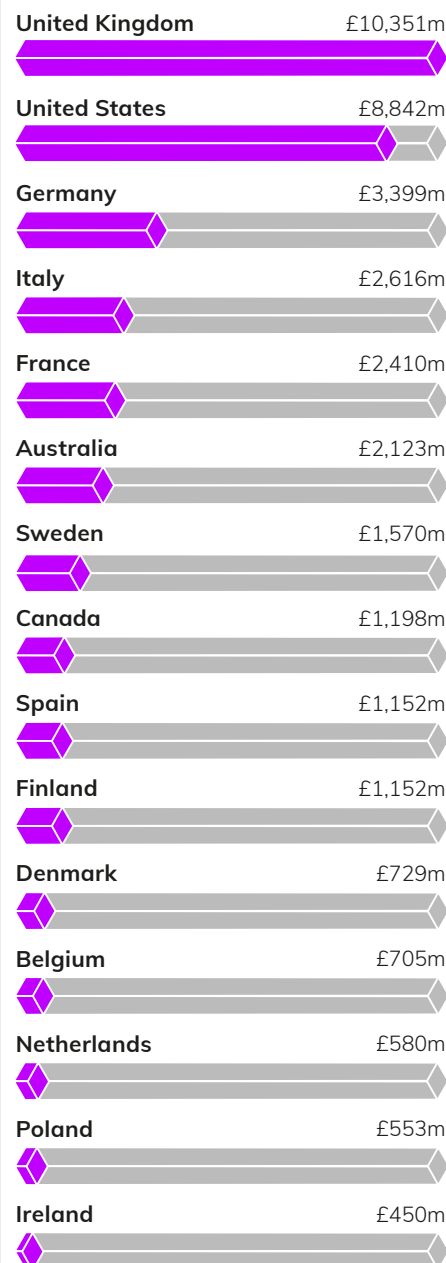 United Kingdom £10,351m
United States £8,842m
Germany £3,399m
Italy £2,616m
France £2,410m
Australia £2,123m
Sweden £1,570m
Canada £1,198m
Spain £1,152m
Finland £1,152m
Denmark £729m
Belgium £705m
Netherlands £580m
Poland £553m
Ireland £450m